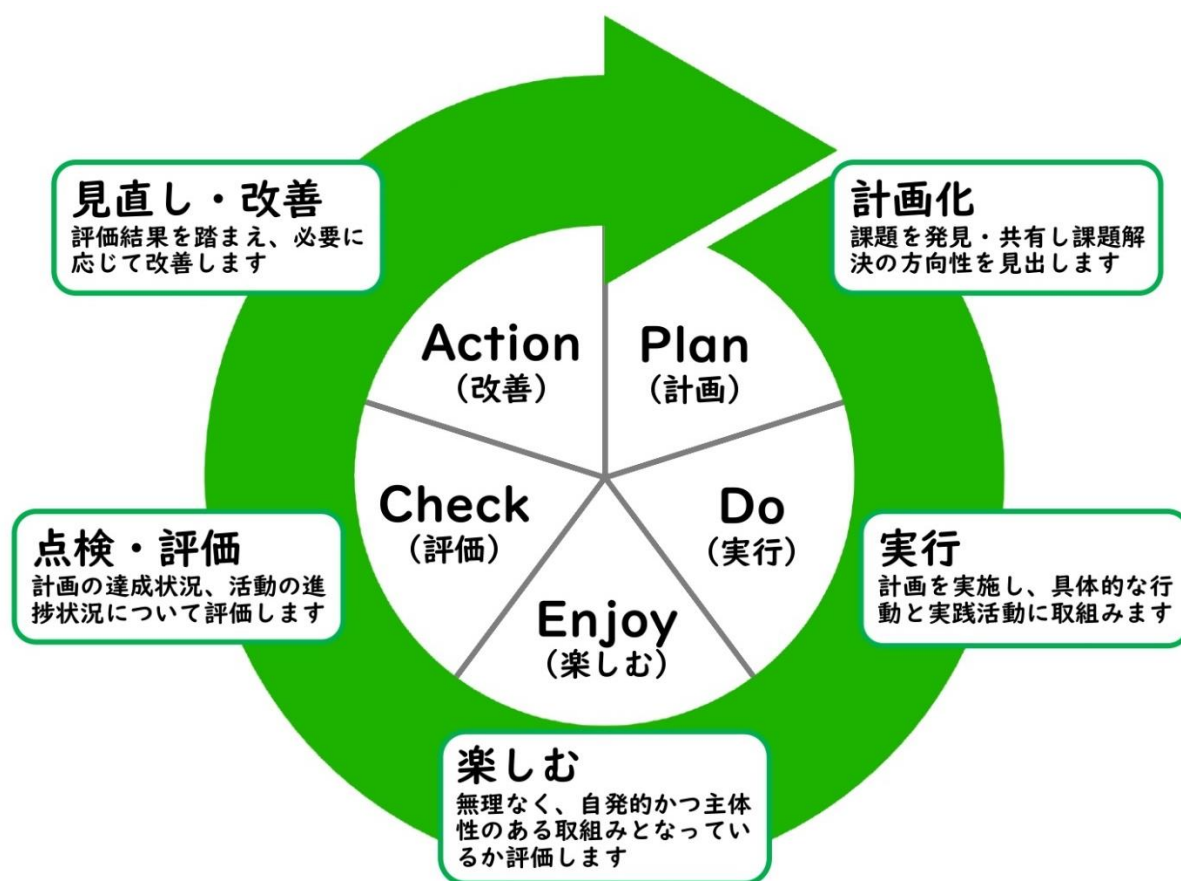 見直し・改善
評価結果を踏まえ、必要に
応じて改善します
計画化
課題を発見・共有し課題解
決の方向性を見出します
Action
（改善）
Plan
（計画）
Check
（評価）
Do
（実行）
Enjoy
（楽しむ）
点検・評価
計画の達成状況、活動の進
捗状況について評価します
実行
計画を実施し、具体的な行
動と実践活動に取組みます
楽しむ
無理なく、自発的かつ主体
性のある取組みとなってい
るか評価します